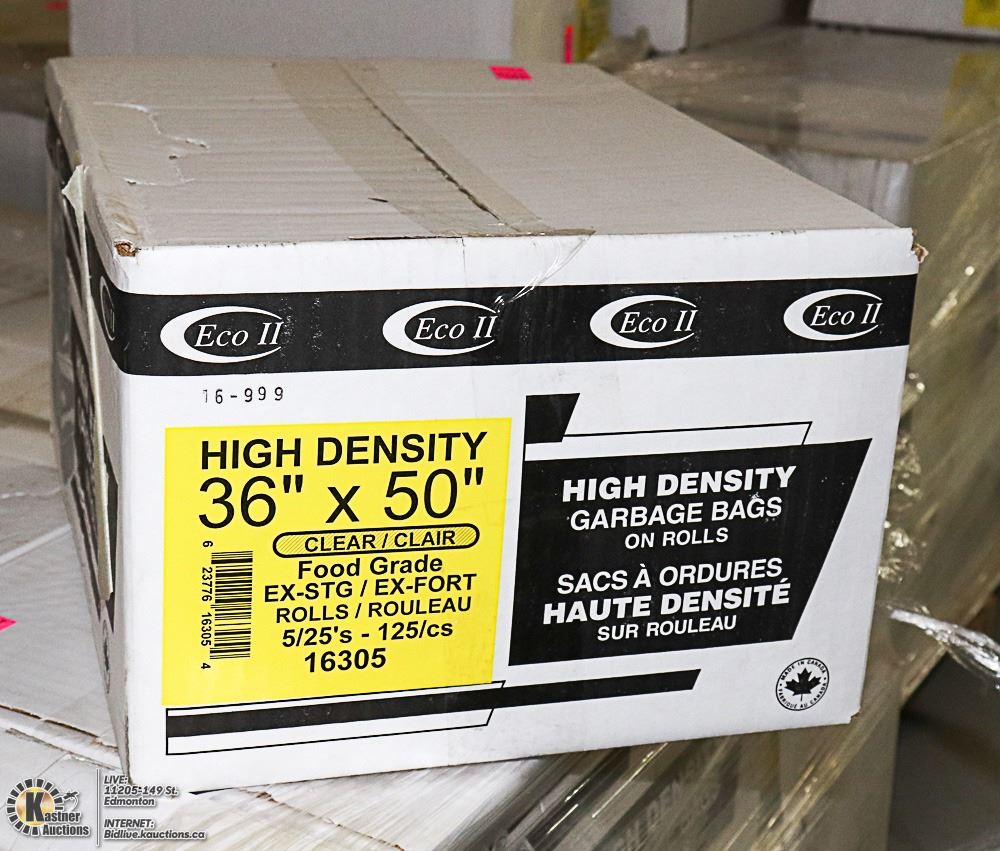 Eco II Eco II Eco II Eco II
16-999
HIGH DENSITY
36" x 50"
CLEAR / CLAIR
Food Grade
EX-STG / EX-FORT
ROLLS / ROULEAU
5/25's - 125/cs
16305
6 23776 16305 4
HIGH DENSITY
GARBAGE BAGS
ON ROLLS
SACS À ORDURES
HAUTE DENSITÉ
SUR ROULEAU
MADE IN CANADA
FABRIQUÉ AU CANADA
Kastner
Auctions
LIVE:
11205-149 St.
Edmonton
INTERNET:
Bidlive.kauctions.ca